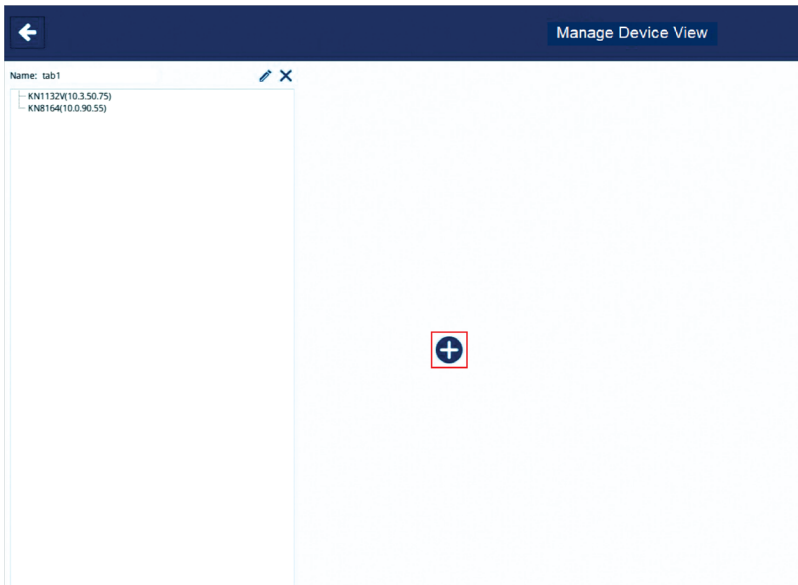 Manage Device View
Name: tab1
KN1132V(10.3.50.75)
KN8164(10.0.90.55)